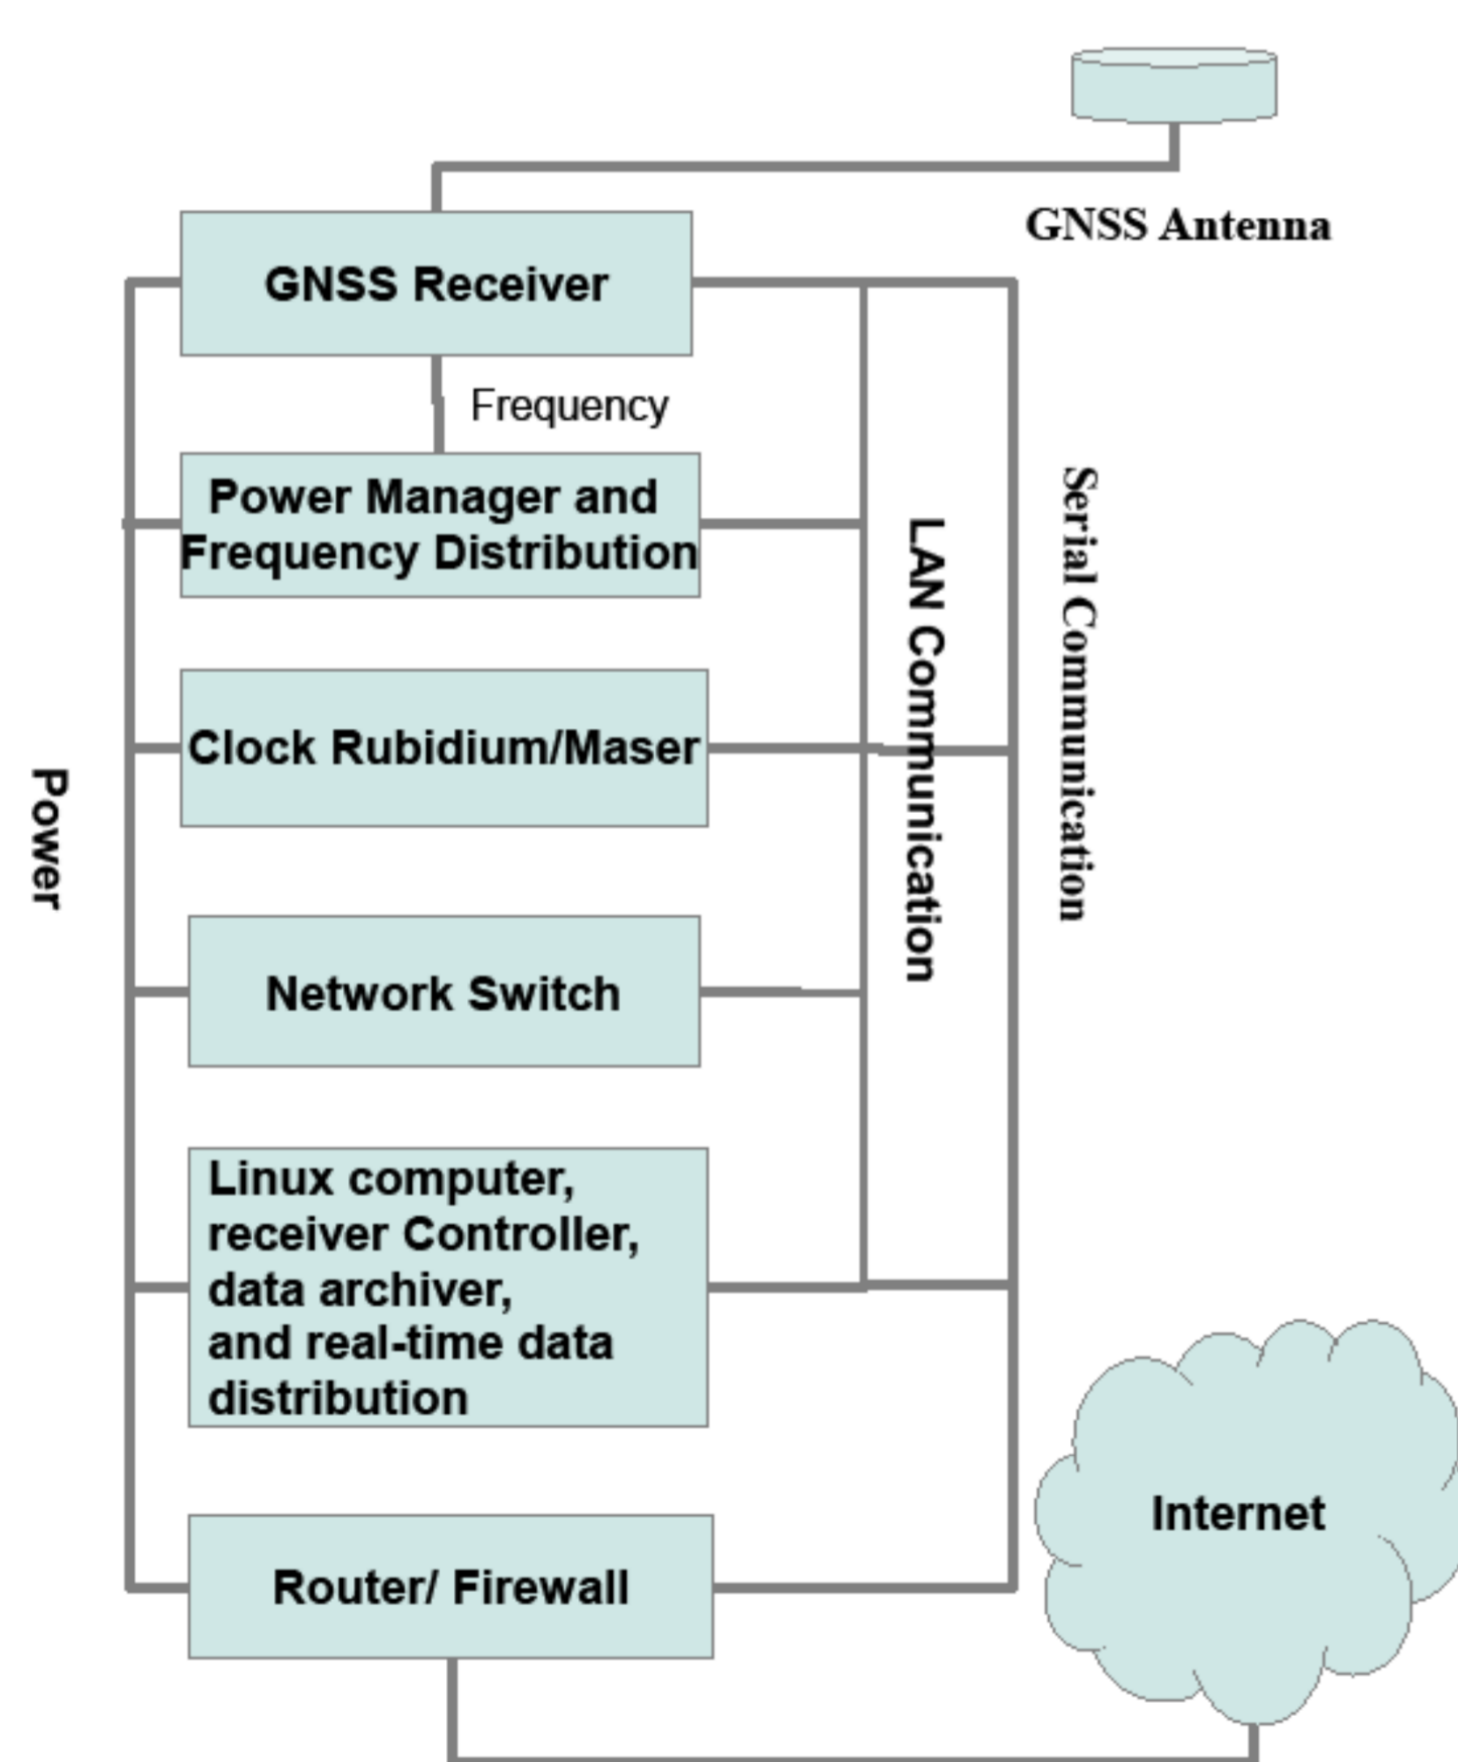 GNSS Antenna
GNSS Receiver
Frequency
Power Manager and
Frequency Distribution
Clock Rubidium/Maser
LAN Communication
Serial Communication
Power
Network Switch
Linux computer,
receiver Controller,
data archiver,
and real-time data
distribution
Internet
Router/ Firewall